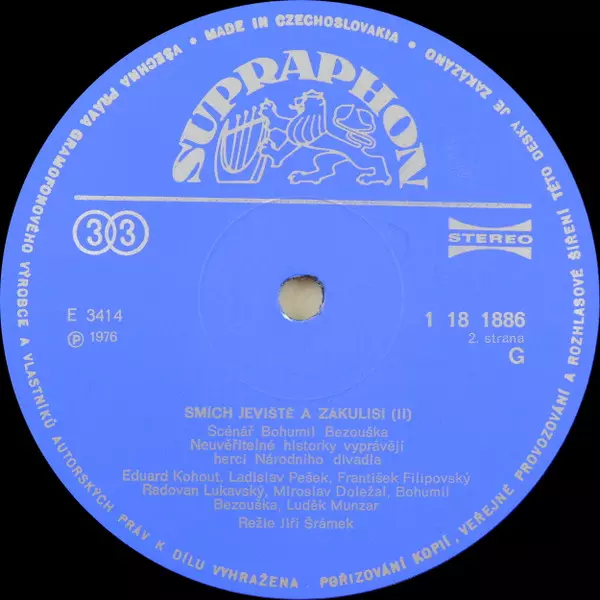 VŠECHNA PRÁVA GRAMOFONOVÉHO VÝROBCE A VLASTNÍKŮ AUTORSKÝCH PRÁV K DÍLU VYHRAŽENA. POŘIZOVÁNÍ KOPIÍ, VEŘEJNÉ PROVOZOVÁNÍ A ROZHLASOVÉ ŠÍŘENÍ TÉTO DESKY JE ZAKÁZÁNO • MADE IN CZECHOSLOVAKIA •
SUPRAPHON
33
STEREO
E 3414
1 18 1886
Ⓟ 1976
2. strana
G
SMÍCH JEVIŠTĚ A ZÁKULISÍ (II)
Scénář Bohumil Bezouška
Neuvěřitelné historky vyprávějí
herci Národního divadla
Eduard Kohout, Ladislav Pešek, František Filipovský
Radovan Lukavský, Miroslav Doležal, Bohumil
Bezouška, Luděk Munzar
Režie Jiří Šrámek